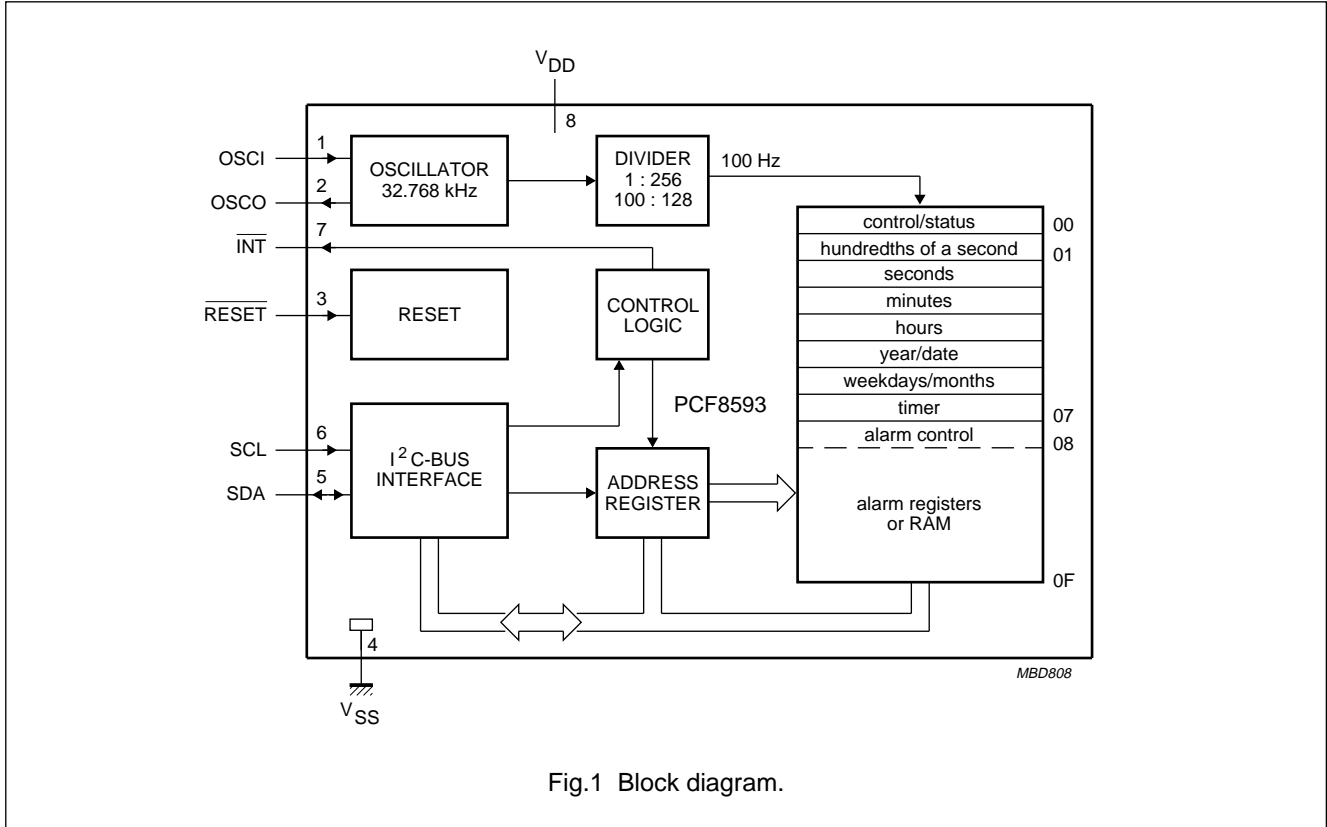 V DD
8
OSCI
1
OSCO
2
INT
7
RESET
3
SCL
6
SDA
5
OSCILLATOR
32.768 kHz
DIVIDER
1 : 256
100 : 128
100 Hz
RESET
CONTROL
LOGIC
PCF8593
I2C-BUS
INTERFACE
ADDRESS
REGISTER
control/status
00
hundredths of a second
01
seconds
minutes
hours
year/date
weekdays/months
timer
07
alarm control
08
alarm registers
or RAM
0F
4
V SS
MBD808
Fig.1 Block diagram.